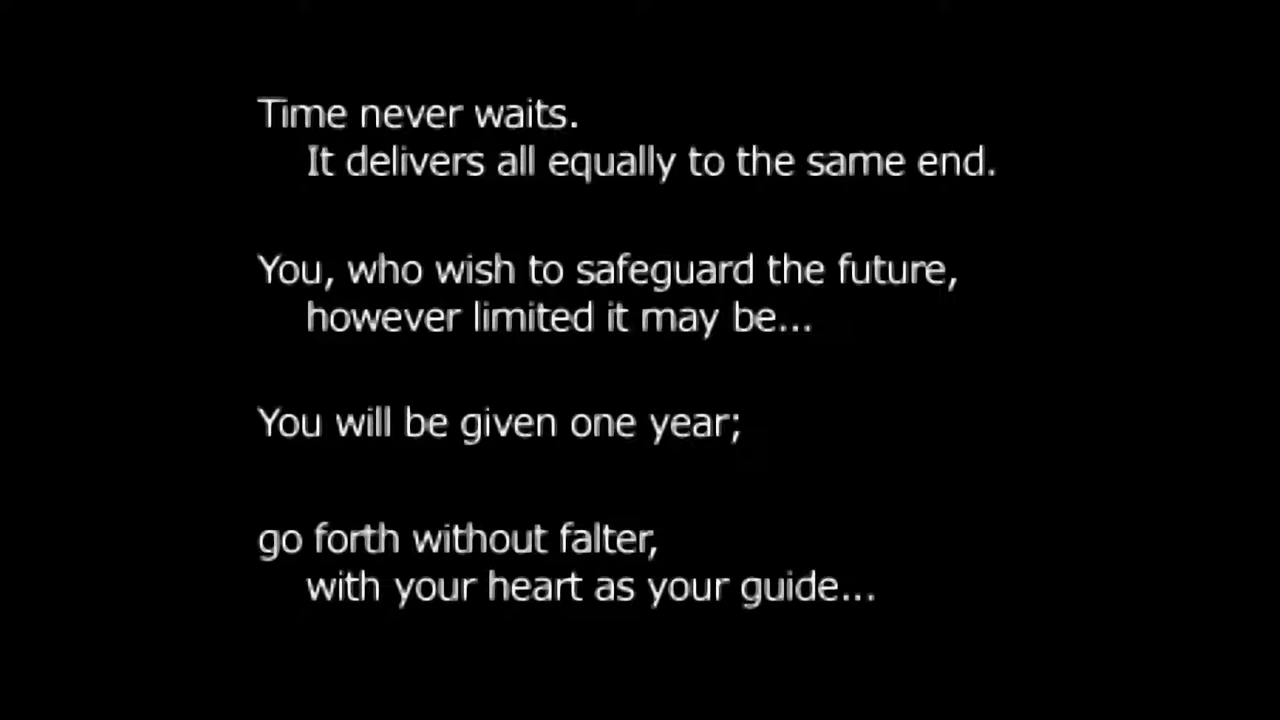 Time never waits.
It delivers all equally to the same end.
You, who wish to safeguard the future,
however limited it may be...
You will be given one year;
go forth without falter,
with your heart as your guide...